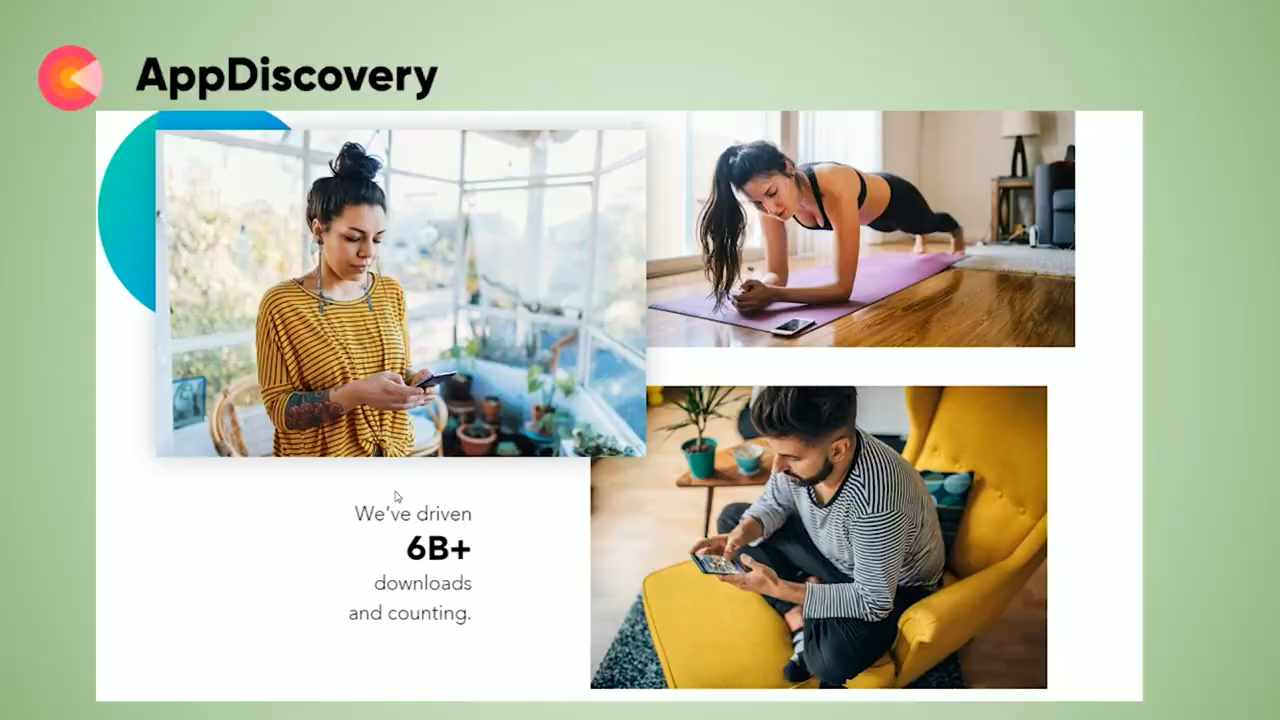 AppDiscovery
We've driven
6B+
downloads
and counting.